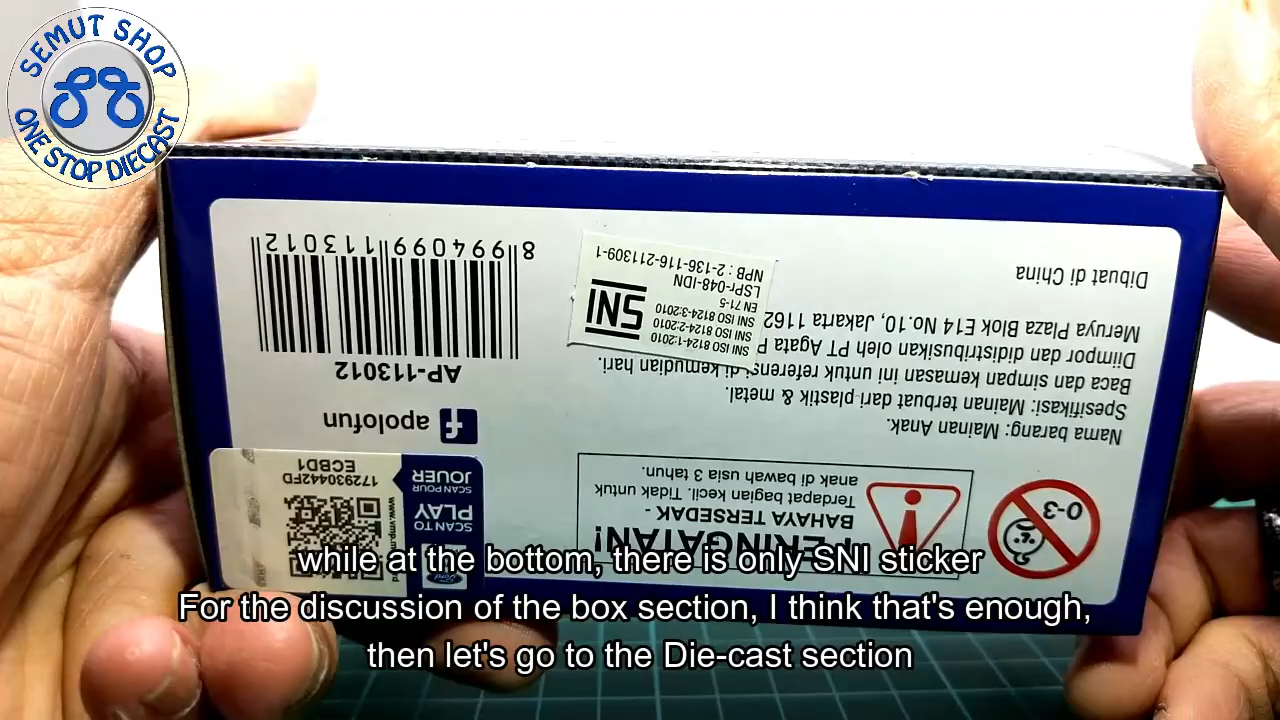 SEMUT SHOP
ONE STOP DIECAST
8994099113012
AP-113012
apolofun
17293042FD
ECBD1
SCAN TO
PLAY
SCAN POUR
JOUER
Ford
NPB : 2-136-116-211309-1
LSPr-048-IDN
EN 71-5
SNI ISO 8124-3:2010
SNI ISO 8124-2:2010
SNI ISO 8124-1:2010
SNI
PERINGATAN!
BAHAYA TERSEDAK -
Terdapat bagian kecil. Tidak untuk
anak di bawah usia 3 tahun.
0-3
Nama barang: Mainan Anak.
Spesifikasi: Mainan terbuat dari plastik & metal.
Baca dan simpan kemasan ini untuk referensi di kemudian hari.
Diimpor dan didistribusikan oleh PT Agata P
Meruya Plaza Blok E14 No.10, Jakarta 1162
Dibuat di China
while at the bottom, there is only SNI sticker
For the discussion of the box section, I think that's enough,
then let's go to the Die-cast section